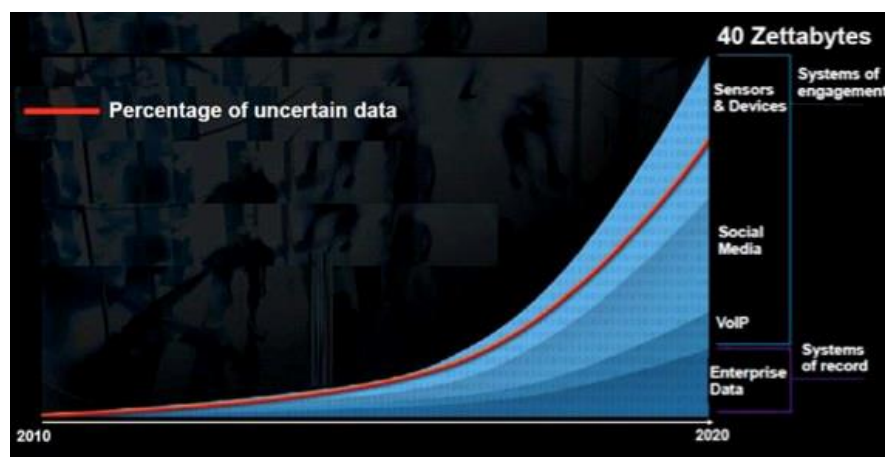 40 Zettabytes
Percentage of uncertain data
Sensors
& Devices
Systems of
engagement
Social
Media
VoIP
Enterprise
Data
Systems
of record
2010
2020